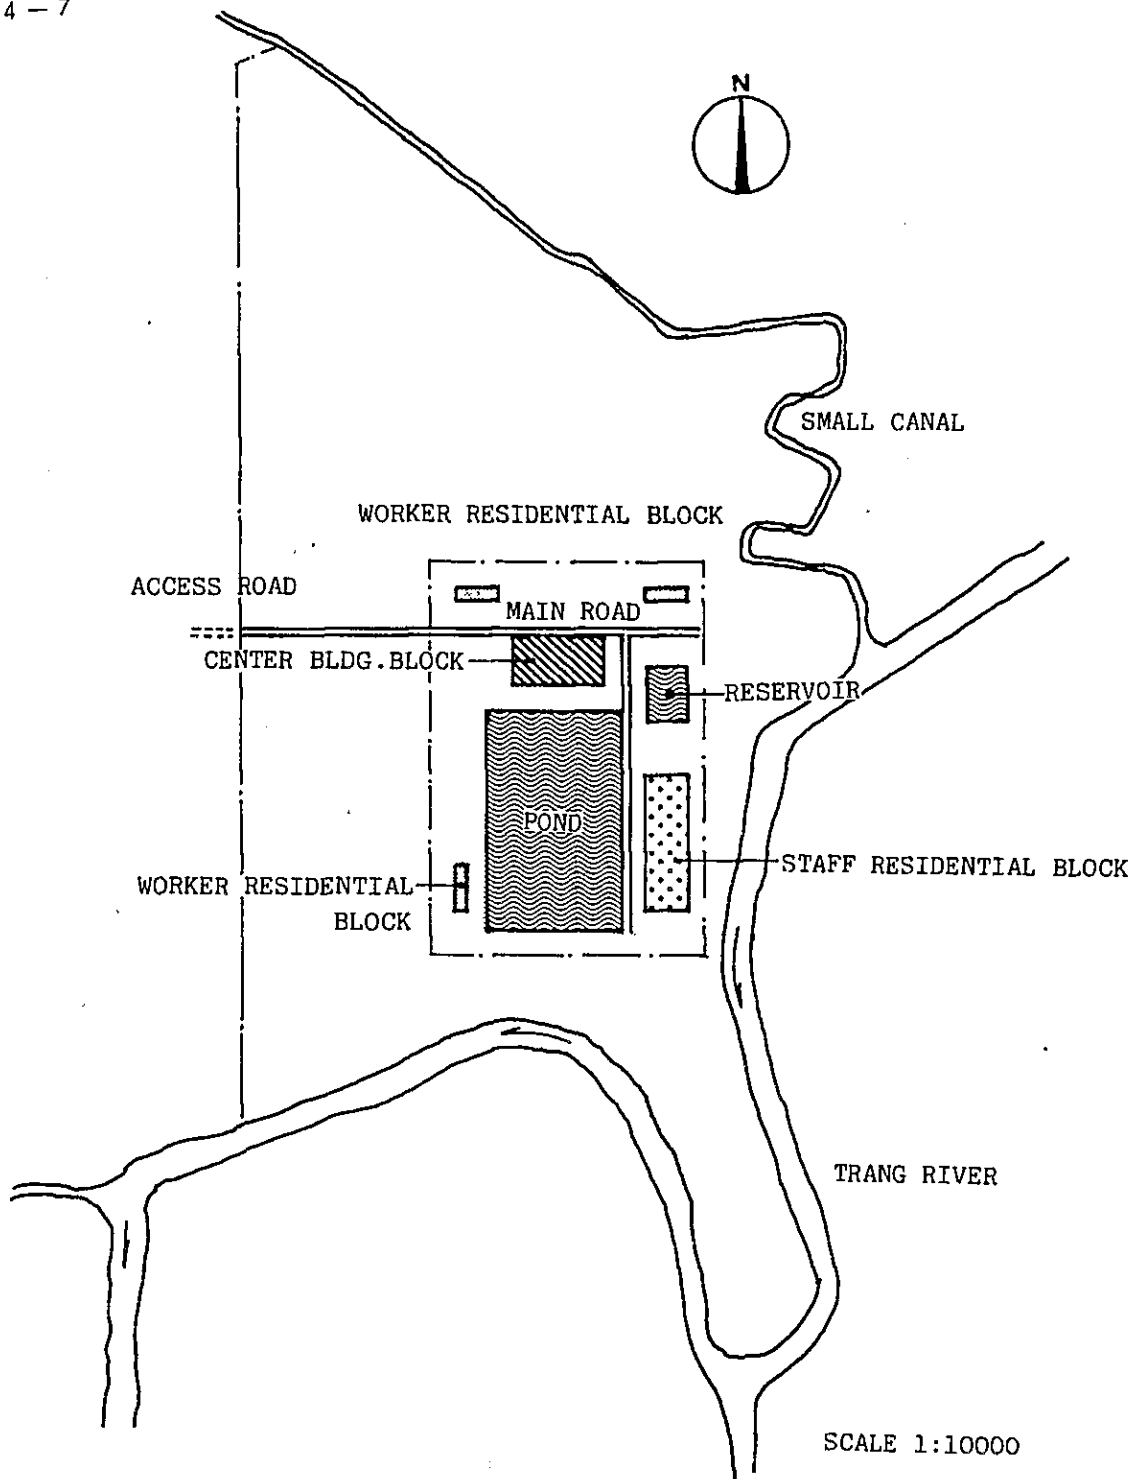 4 – 7
N
SMALL CANAL
WORKER RESIDENTIAL BLOCK
ACCESS ROAD
MAIN ROAD
CENTER BLDG.BLOCK
RESERVOIR
POND
STAFF RESIDENTIAL BLOCK
WORKER RESIDENTIAL
BLOCK
TRANG RIVER
SCALE 1:10000